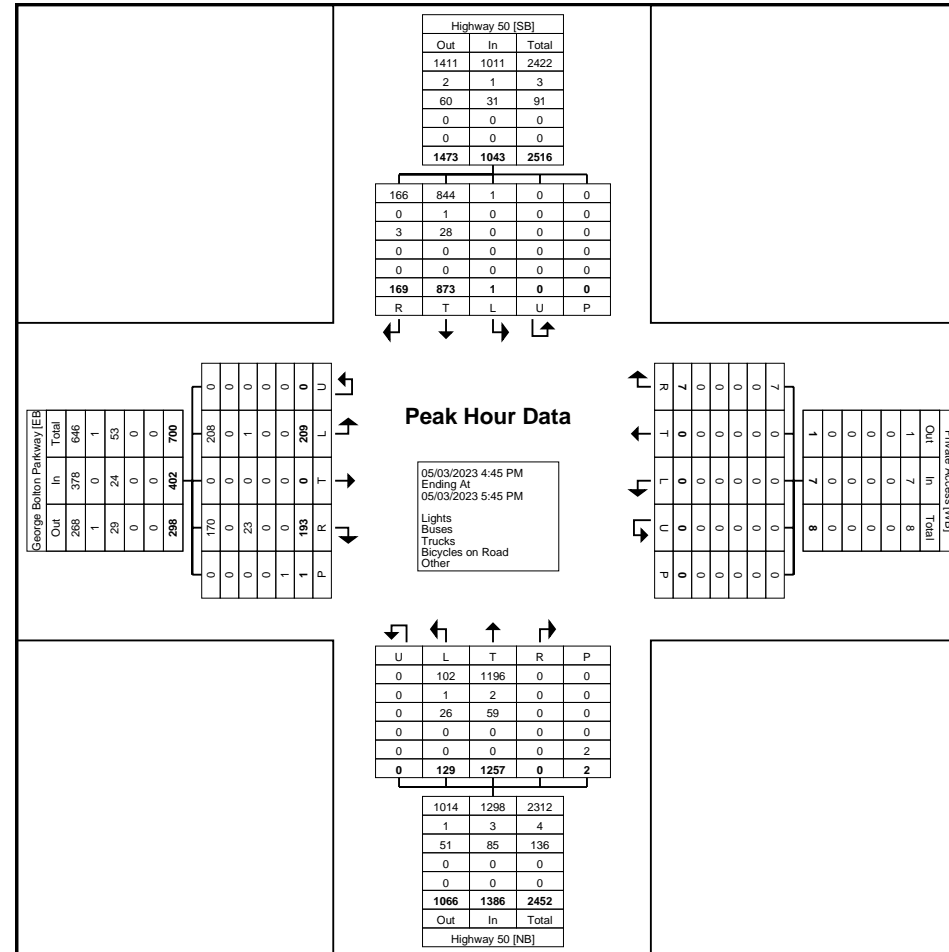 Highway 50 [SB]
Out In Total
1411 1011 2422
2 1 3
60 31 91
0 0 0
0 0 0
1473 1043 2516
166 844 1 0 0
0 1 0 0 0
3 28 0 0 0
0 0 0 0 0
0 0 0 0 0
169 873 1 0 0
R T L U P
George Bolton Parkway [EB
Total 646 1 53 0 0 700
In 378 0 24 0 0 402
Out 268 1 29 0 0 298
0 0 0 0 0 0 U
208 0 1 0 0 209 L
0 0 0 0 0 0 T
170 0 23 0 0 193 R
0 0 0 0 1 1 P
Peak Hour Data
05/03/2023 4:45 PM
Ending At
05/03/2023 5:45 PM
Lights
Buses
Trucks
Bicycles on Road
Other
R 7 0 0 0 0 7
T 0 0 0 0 0 0
L 0 0 0 0 0 0
U 0 0 0 0 0 0
P 0 0 0 0 0 0
1 0 0 0 0 1 Out
7 0 0 0 0 7 In
8 0 0 0 0 8 Total
Private Access [WB]
U L T R P
0 102 1196 0 0
0 1 2 0 0
0 26 59 0 0
0 0 0 0 0
0 0 0 0 2
0 129 1257 0 2
1014 1298 2312
1 3 4
51 85 136
0 0 0
0 0 0
1066 1386 2452
Out In Total
Highway 50 [NB]